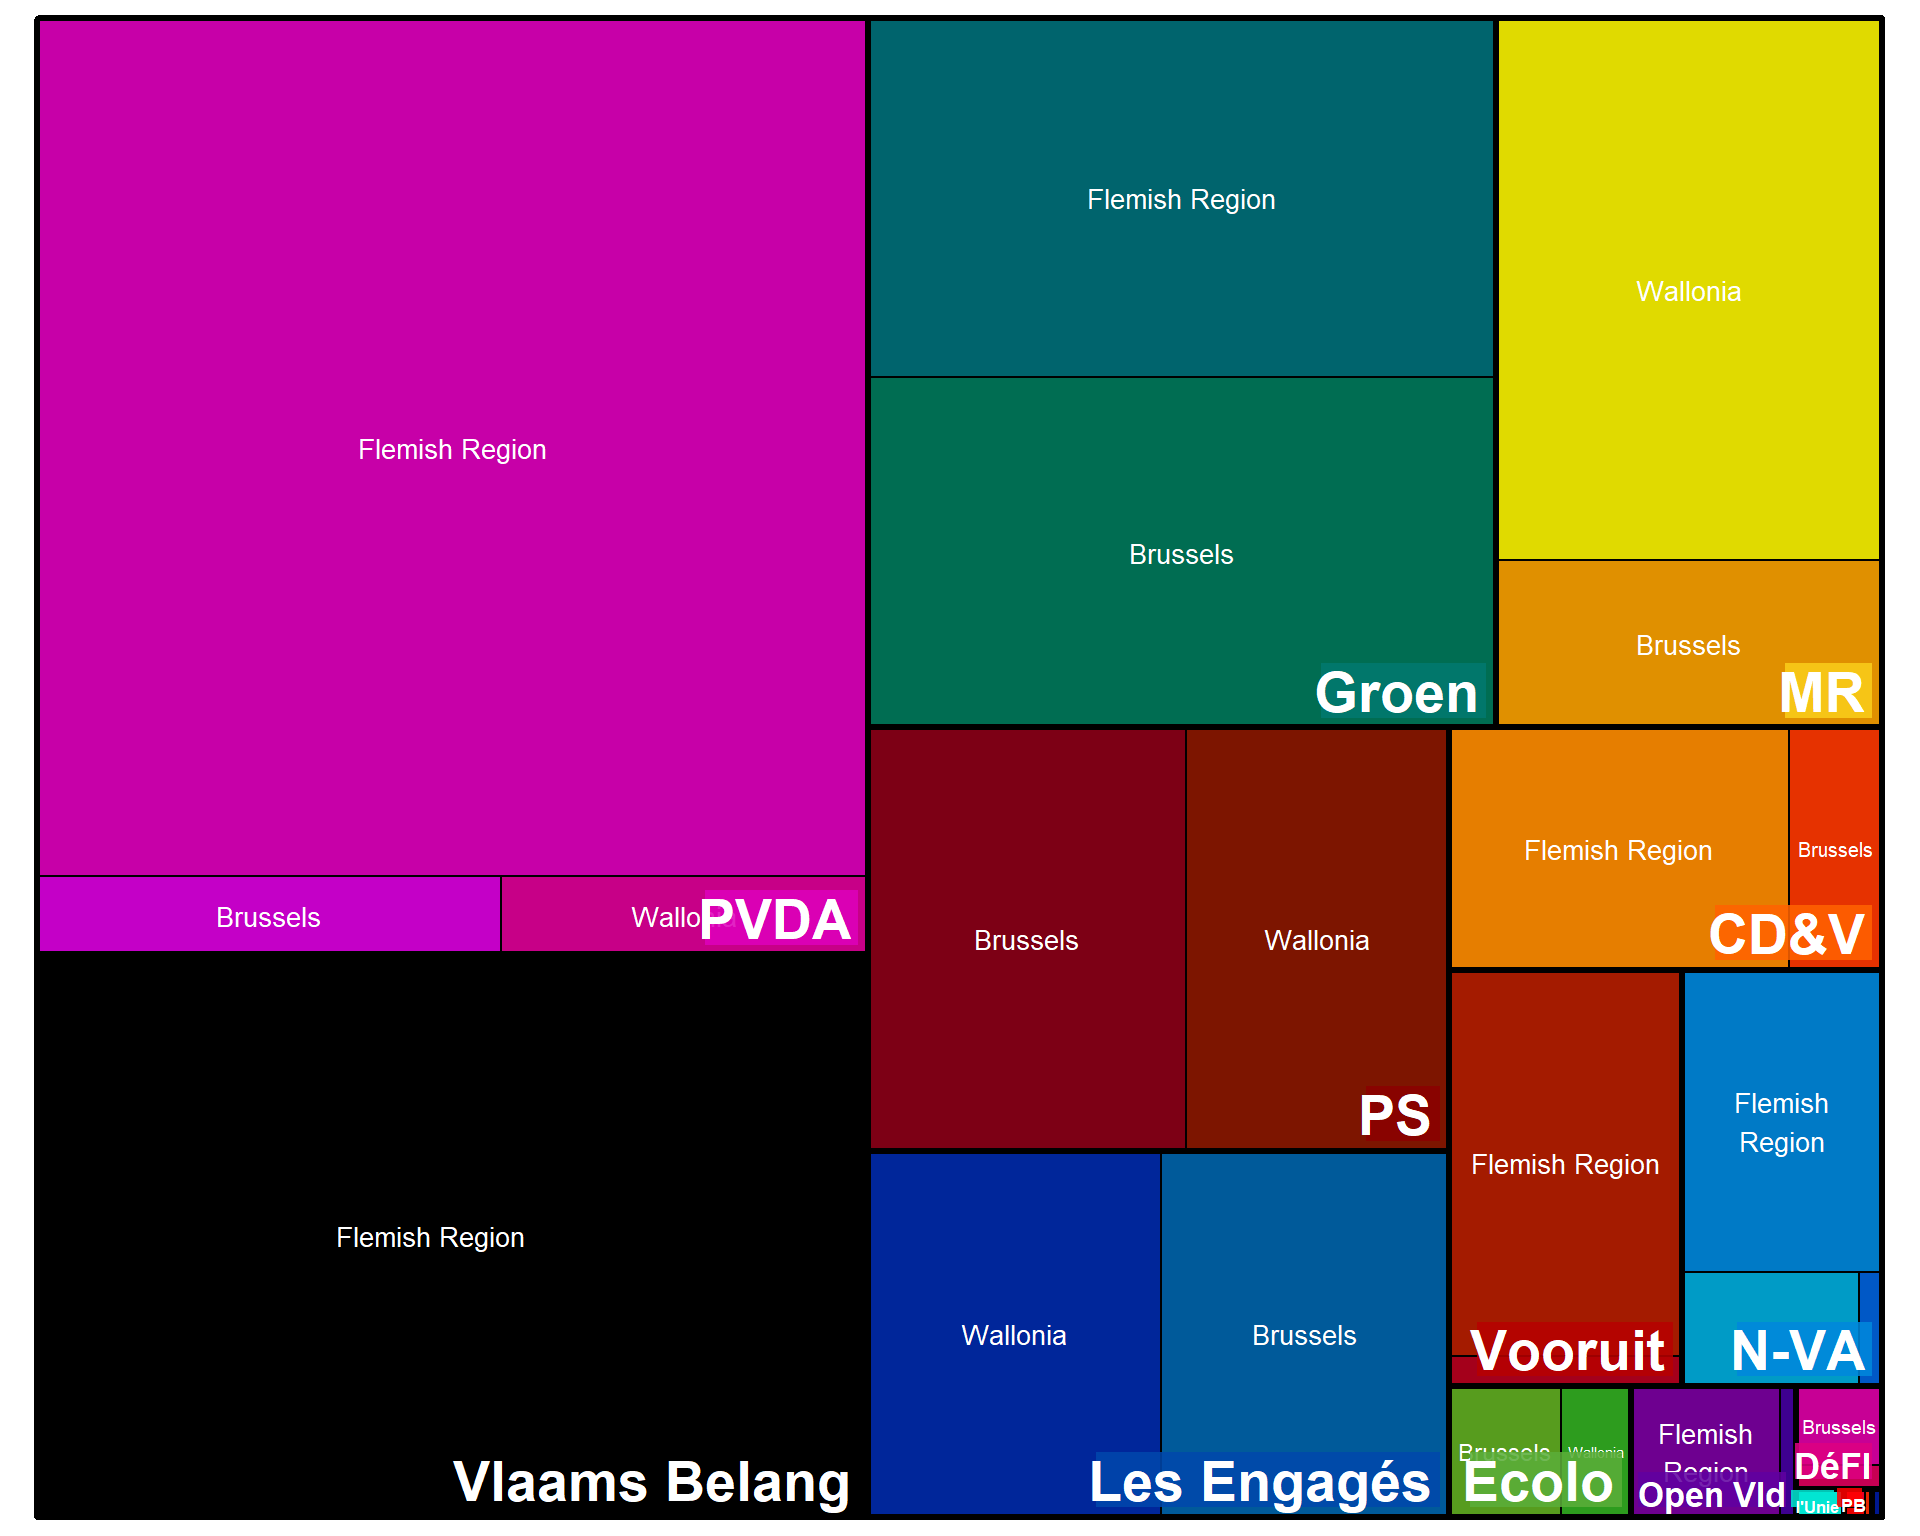 Flemish Region
Brussels
Wallonia
PVDA
Flemish Region
Vlaams Belang
Flemish Region
Brussels
Groen
Wallonia
Brussels
MR
Brussels
Wallonia
PS
Wallonia
Brussels
Les Engagés
Flemish Region
Brussels
CD&V
Flemish Region
Vooruit
Flemish
Region
N-VA
Brussels
Wallonia
Ecolo
Flemish
Region
Open Vld
Brussels
DéFI
l'Unie
PB